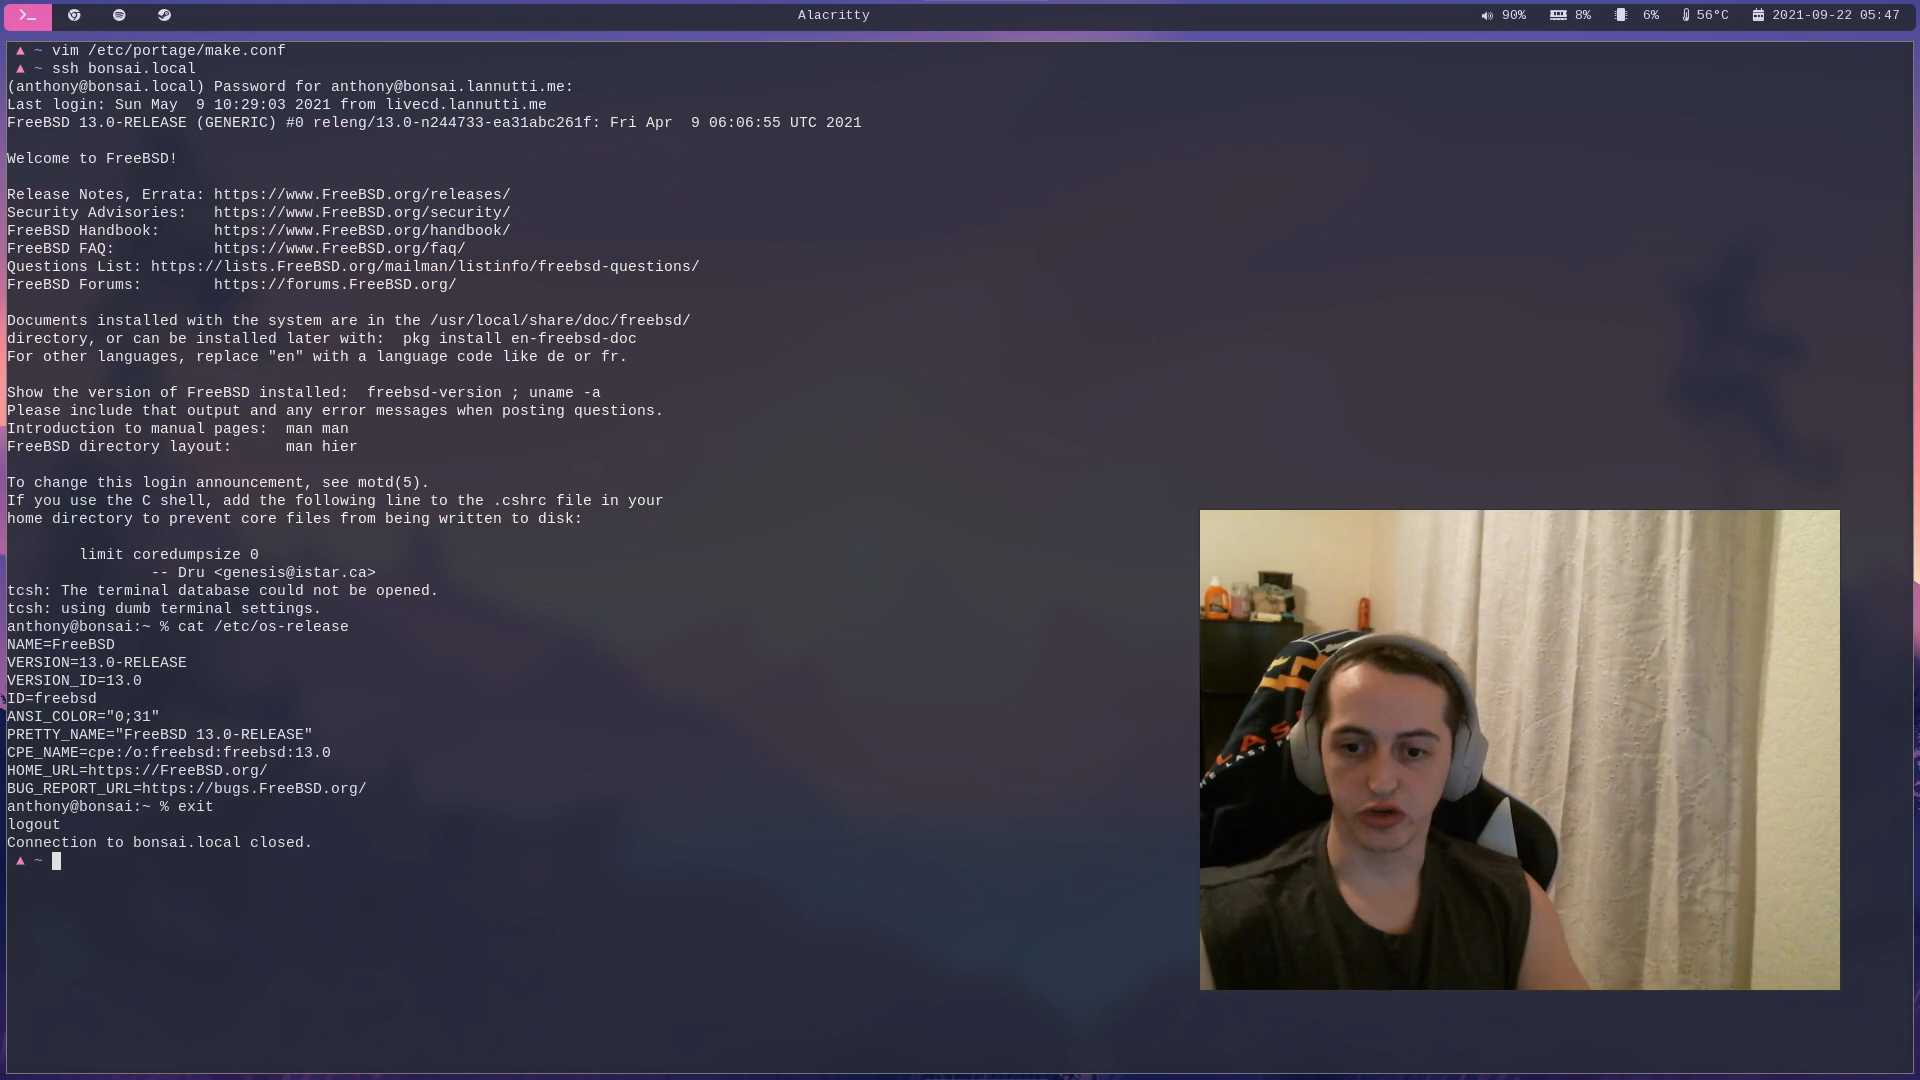 Alacritty
90% 8% 6% 56°C 2021-09-22 05:47
▲ ~ vim /etc/portage/make.conf
▲ ~ ssh bonsai.local
(anthony@bonsai.local) Password for anthony@bonsai.lannutti.me:
Last login: Sun May  9 10:29:03 2021 from livecd.lannutti.me
FreeBSD 13.0-RELEASE (GENERIC) #0 releng/13.0-n244733-ea31abc261f: Fri Apr  9 06:06:55 UTC 2021
Welcome to FreeBSD!
Release Notes, Errata: https://www.FreeBSD.org/releases/
Security Advisories:   https://www.FreeBSD.org/security/
FreeBSD Handbook:      https://www.FreeBSD.org/handbook/
FreeBSD FAQ:           https://www.FreeBSD.org/faq/
Questions List: https://lists.FreeBSD.org/mailman/listinfo/freebsd-questions/
FreeBSD Forums:        https://forums.FreeBSD.org/
Documents installed with the system are in the /usr/local/share/doc/freebsd/
directory, or can be installed later with:  pkg install en-freebsd-doc
For other languages, replace "en" with a language code like de or fr.
Show the version of FreeBSD installed:  freebsd-version ; uname -a
Please include that output and any error messages when posting questions.
Introduction to manual pages:  man man
FreeBSD directory layout:      man hier
To change this login announcement, see motd(5).
If you use the C shell, add the following line to the .cshrc file in your
home directory to prevent core files from being written to disk:
limit coredumpsize 0
-- Dru <genesis@istar.ca>
tcsh: The terminal database could not be opened.
tcsh: using dumb terminal settings.
anthony@bonsai:~ % cat /etc/os-release
NAME=FreeBSD
VERSION=13.0-RELEASE
VERSION_ID=13.0
ID=freebsd
ANSI_COLOR="0;31"
PRETTY_NAME="FreeBSD 13.0-RELEASE"
CPE_NAME=cpe:/o:freebsd:freebsd:13.0
HOME_URL=https://FreeBSD.org/
BUG_REPORT_URL=https://bugs.FreeBSD.org/
anthony@bonsai:~ % exit
logout
Connection to bonsai.local closed.
▲ ~